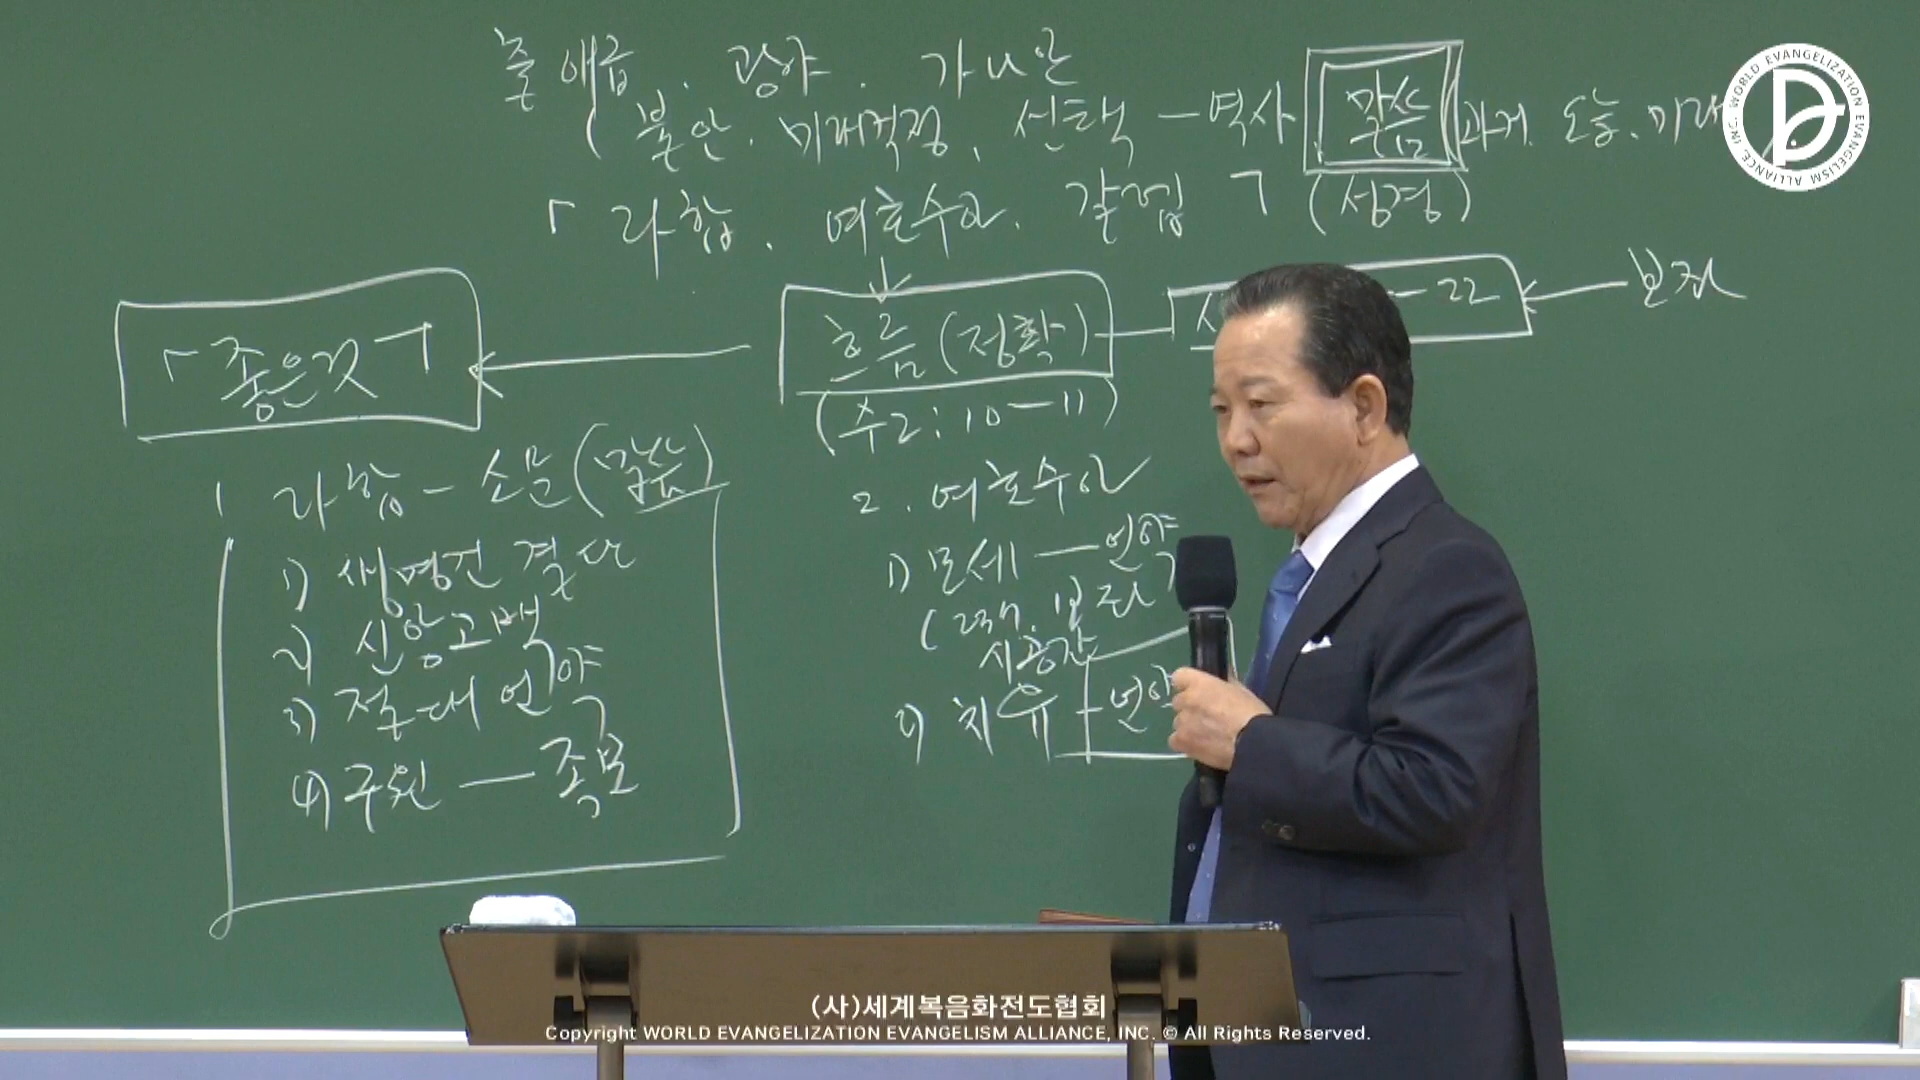 출애굽. 광야. 가나안
( 불안. 미래걱정. 선택 — 역사. 말씀 과거. 오늘. 미래
「 라합. 여호수아. 갈렙 ㄱ (성경)
「좋은것ㄱ
흐름 (정확)
— 22
보좌
(수2:10—11)
1 라합 - 소문 (말씀)
1) 생명건 결단
2) 신앙고백
3) 절대언약
4) 구원 — 족보
2. 여호수아
1) 모세 — 언약
(237. 보좌
시공간
2) 치유 - 언약
WORLD EVANGELIZATION EVANGELISM ALLIANCE, INC.
(사)세계복음화전도협회
Copyright WORLD EVANGELIZATION EVANGELISM ALLIANCE, INC. © All Rights Reserved.